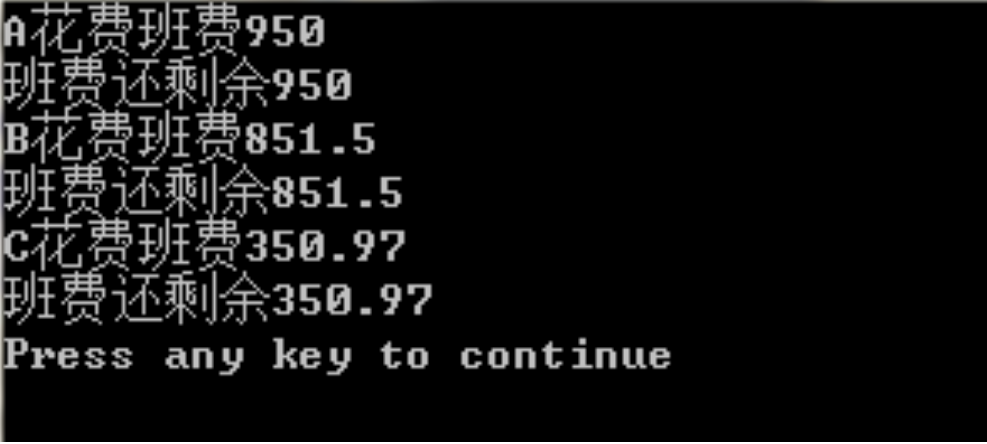 A花费班费950
班费还剩余950
B花费班费851.5
班费还剩余851.5
C花费班费350.97
班费还剩余350.97
Press any key to continue